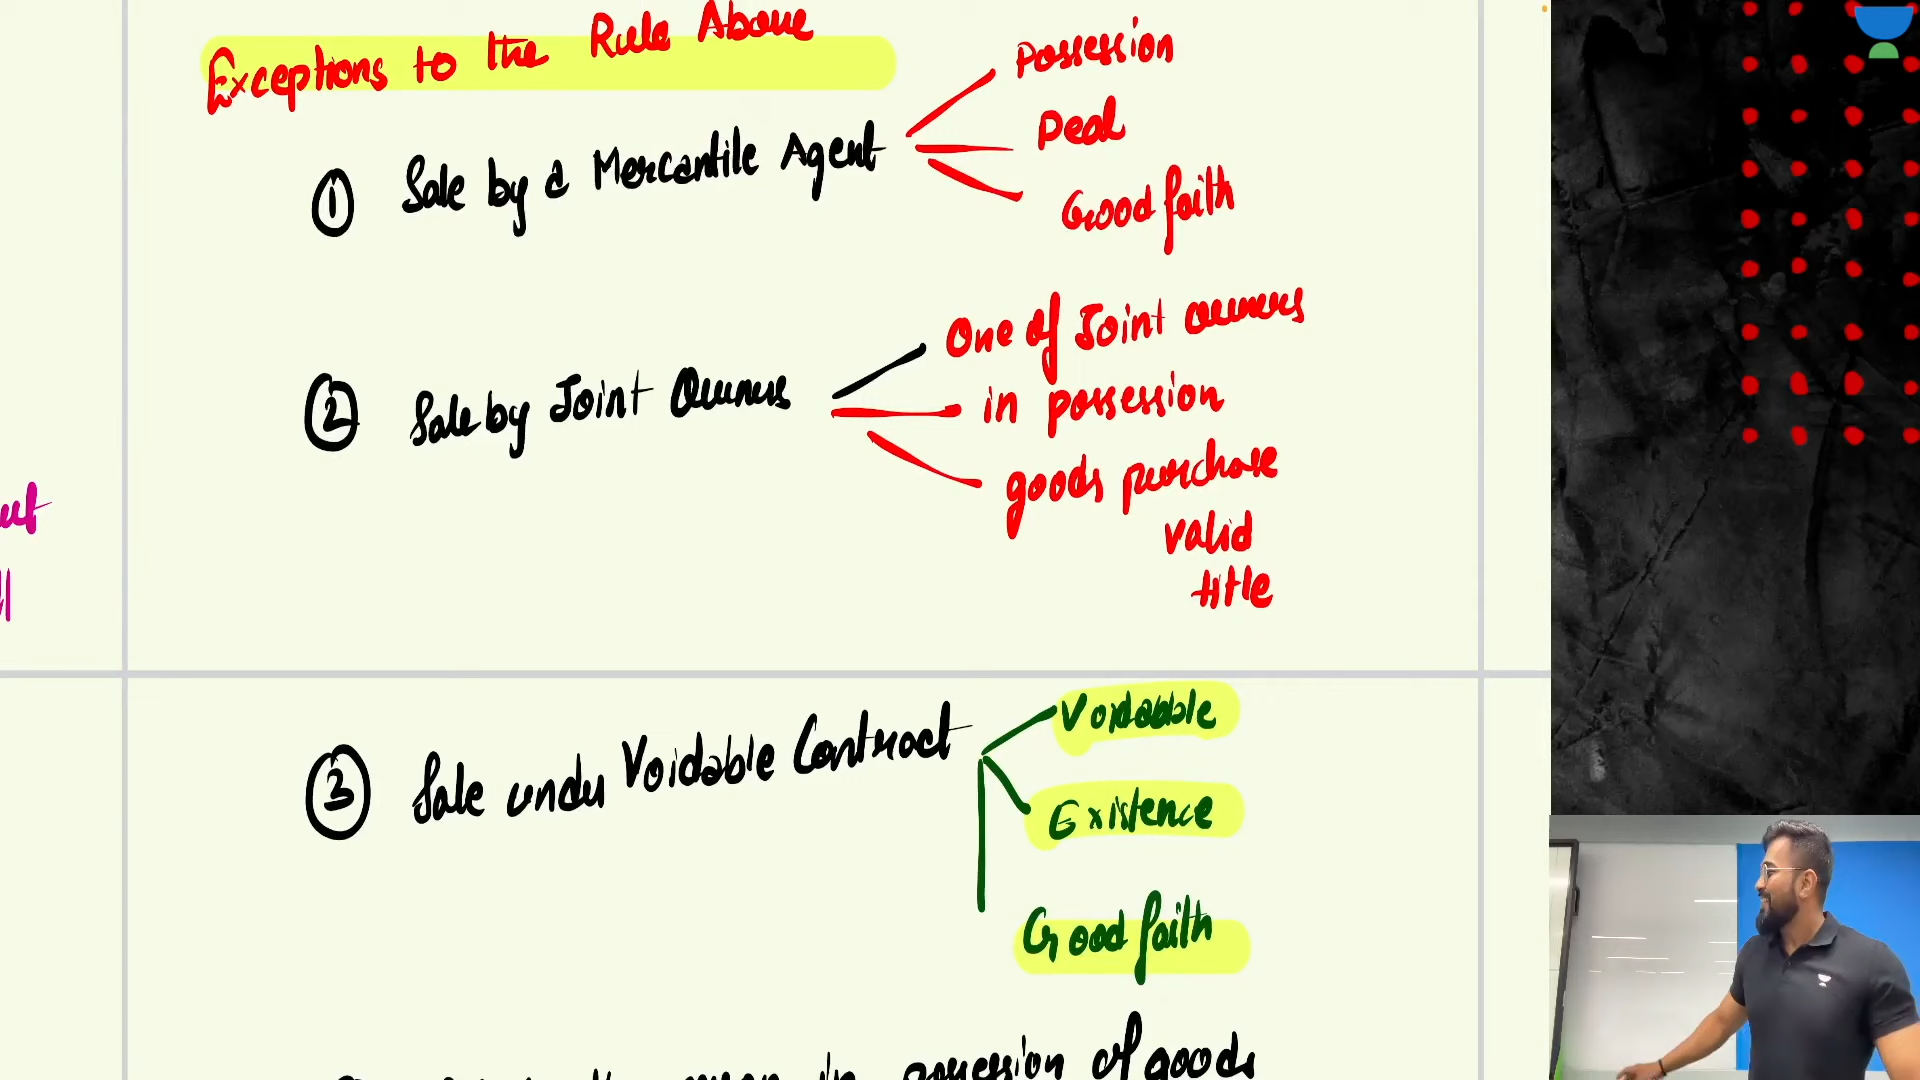 Exceptions to the Rule Above
① Sale by a Mercantile Agent
Possession
Deal
Good faith
② Sale by Joint Owners
One of Joint owners
in possession
goods purchase
valid
title
③ Sale under Voidable Contract
Voidable
Existence
Good faith
in possession of goods